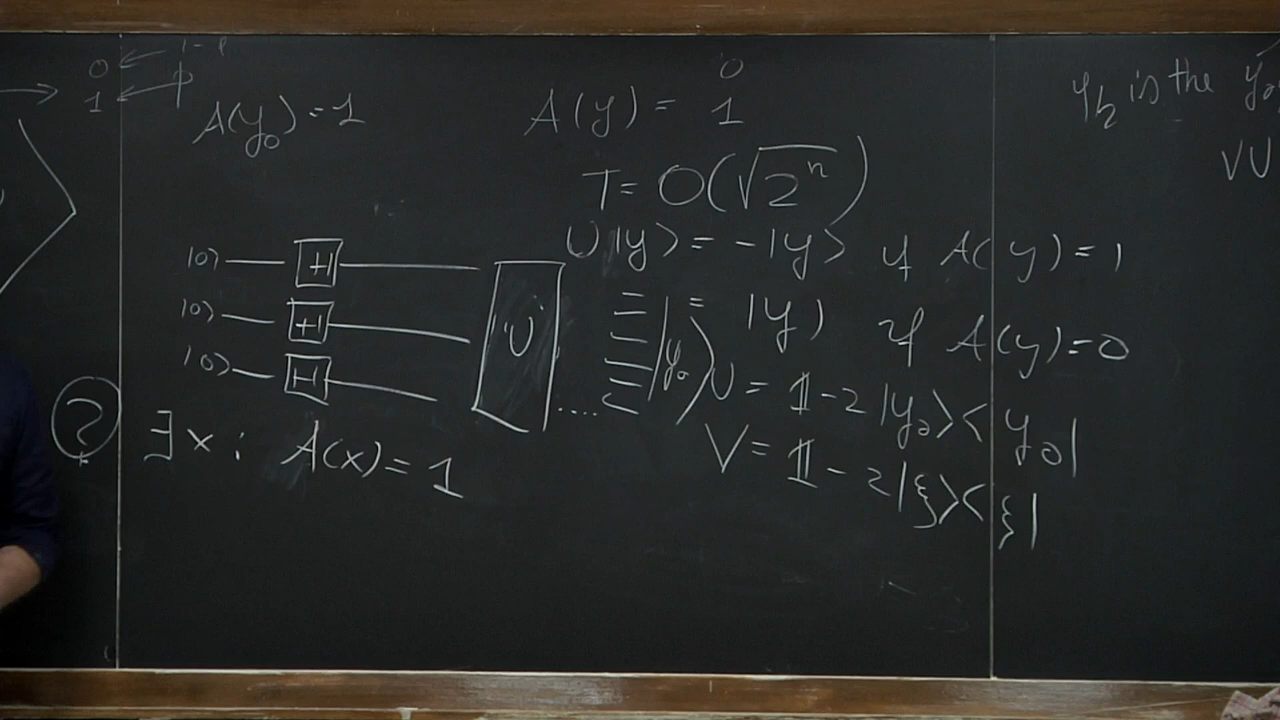 0 ← 1-p
1 ← p
A(y₀)=1
A(y) = 0
1
T = O(√2ⁿ)
U|y> = -|y> if A(y)=1
= |y> if A(y)=0
|0> H
|0> H
|0> H
U .... |y₀>
U = 𝟙 - 2|y₀><y₀|
V = 𝟙 - 2|ξ><ξ|
?
∃x: A(x)=1
is the y₀
VU